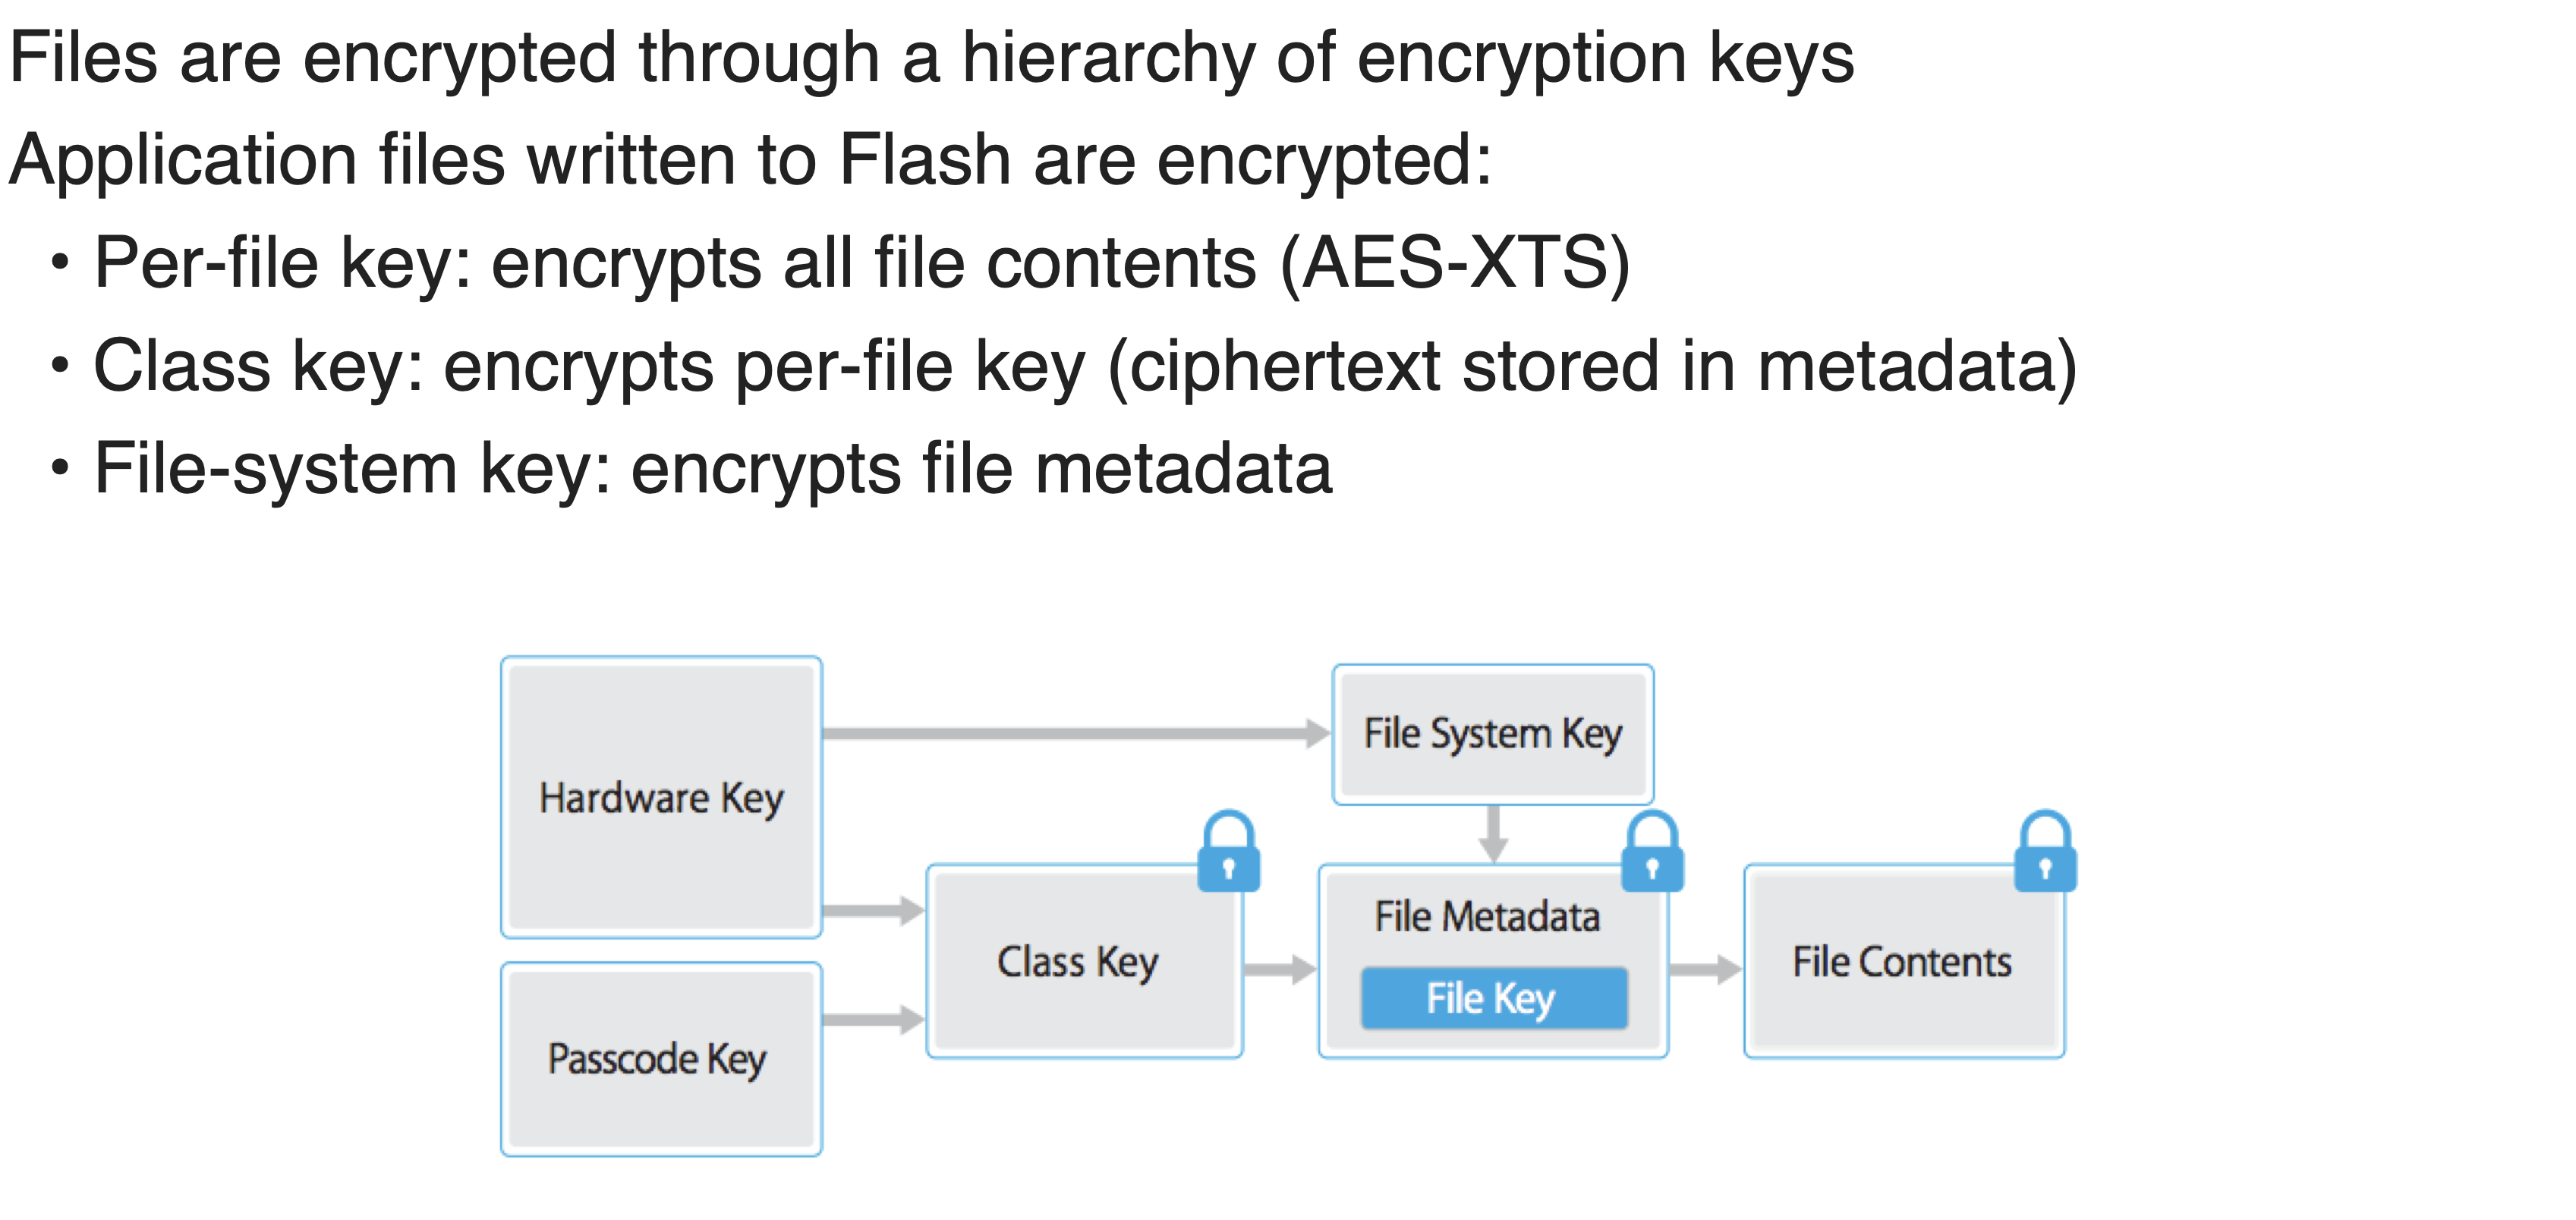 Files are encrypted through a hierarchy of encryption keys
Application files written to Flash are encrypted:
• Per-file key: encrypts all file contents (AES-XTS)
• Class key: encrypts per-file key (ciphertext stored in metadata)
• File-system key: encrypts file metadata
Hardware Key
File System Key
Class Key
File Metadata
File Key
File Contents
Passcode Key